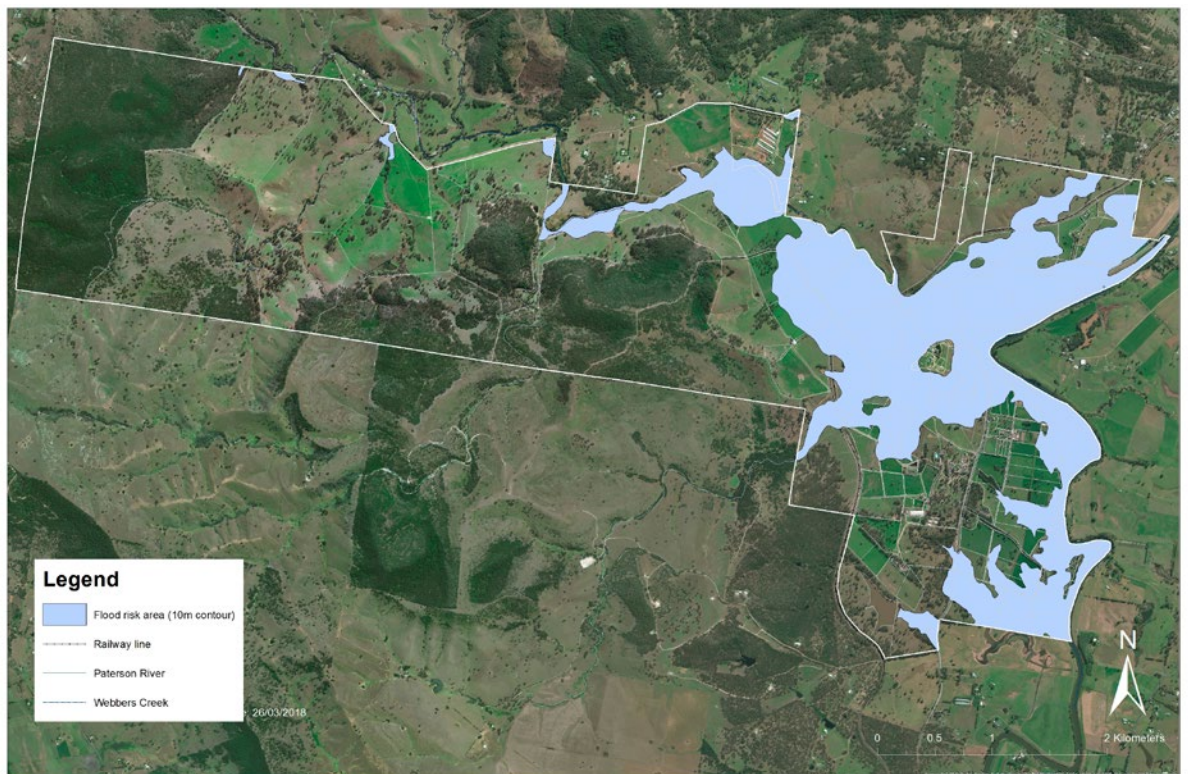 Legend
Flood risk area (10m contour)
Railway line
Paterson River
Webbers Creek
26/03/2018
N
0 0.5 1 2 Kilometers